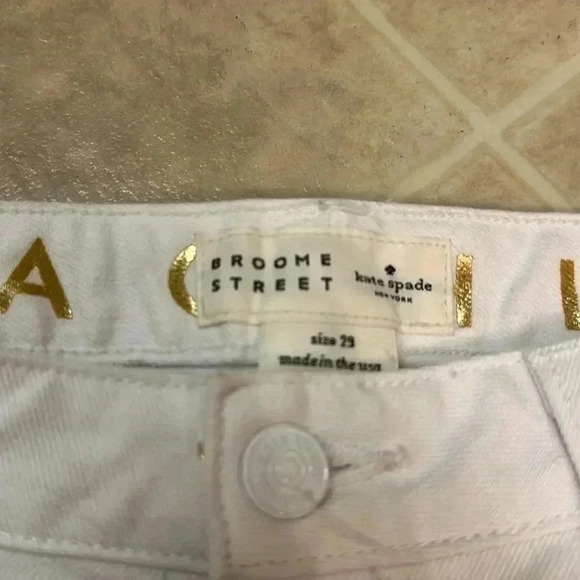 A
BROOME
STREET
kate spade
NEW YORK
size 29
made in the usa